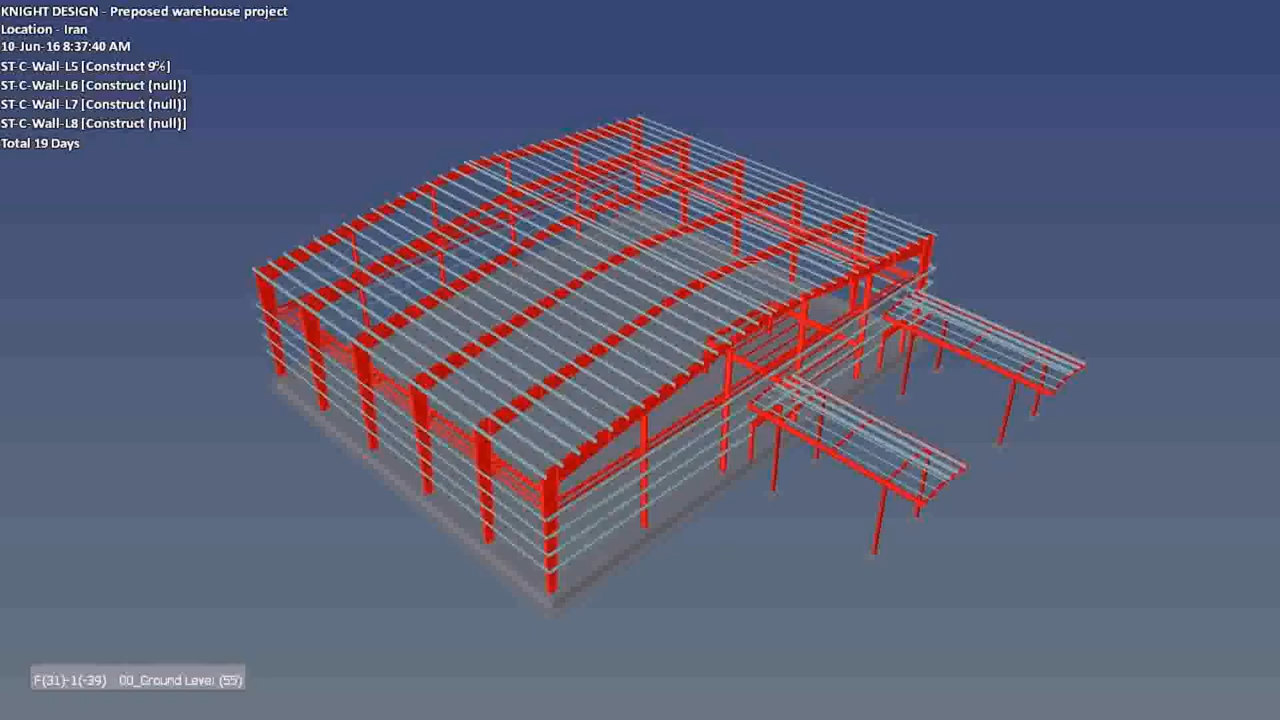 KNIGHT DESIGN - Preposed warehouse project
Location - Iran
10-Jun-16 8:37:40 AM
ST-C-Wall-L5 [Construct 9%]
ST-C-Wall-L6 [Construct (null)]
ST-C-Wall-L7 [Construct (null)]
ST-C-Wall-L8 [Construct (null)]
Total 19 Days
F(31)-1(-39) 00_Ground Level (55)